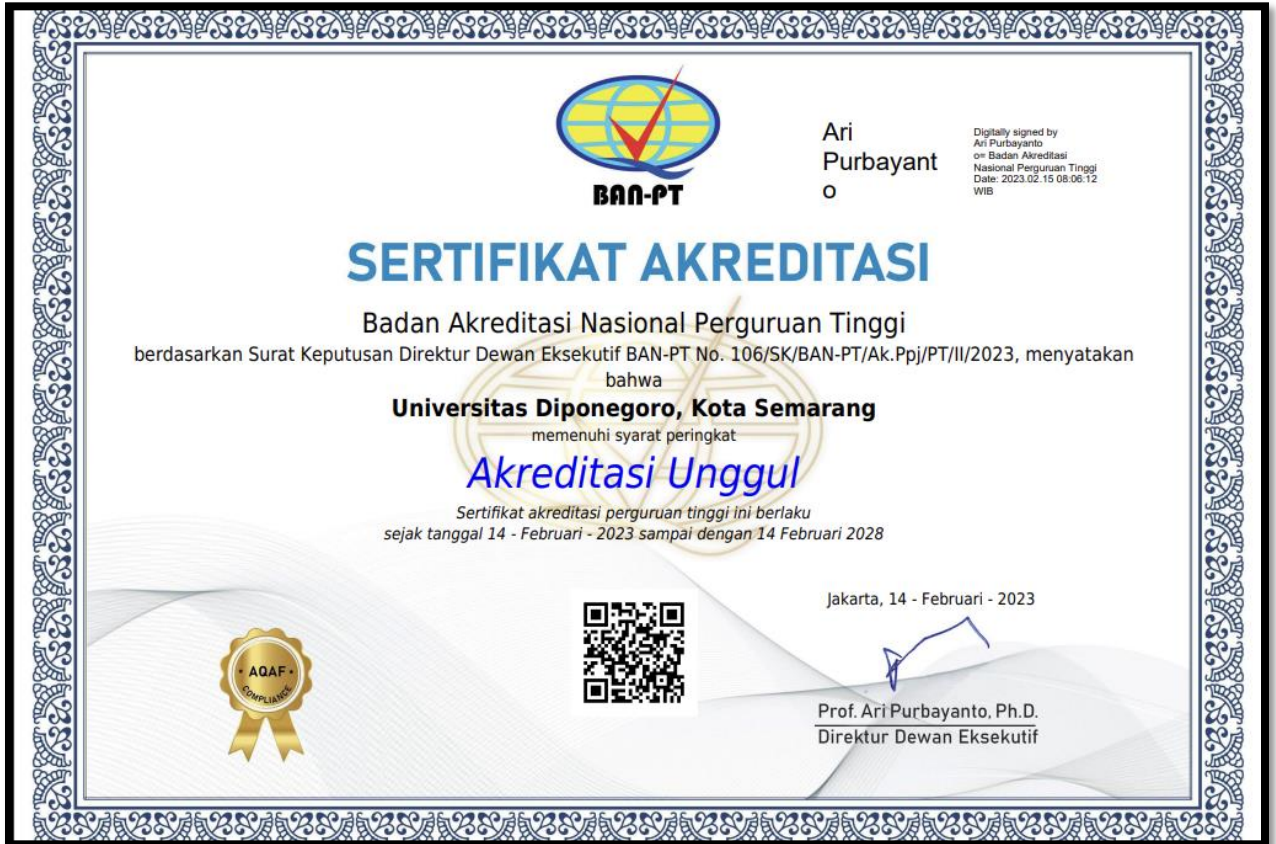 BAN-PT
Ari
Purbayant
o
Digitally signed by
Ari Purbayanto
o= Badan Akreditasi
Nasional Perguruan Tinggi
Date: 2023.02.15 08:06:12
WIB
SERTIFIKAT AKREDITASI
Badan Akreditasi Nasional Perguruan Tinggi
berdasarkan Surat Keputusan Direktur Dewan Eksekutif BAN-PT No. 106/SK/BAN-PT/Ak.Ppj/PT/II/2023, menyatakan
bahwa
Universitas Diponegoro, Kota Semarang
memenuhi syarat peringkat
Akreditasi Unggul
Sertifikat akreditasi perguruan tinggi ini berlaku
sejak tanggal 14 - Februari - 2023 sampai dengan 14 Februari 2028
Jakarta, 14 - Februari - 2023
AQAF
COMPLIANCE
Prof. Ari Purbayanto, Ph.D.
Direktur Dewan Eksekutif